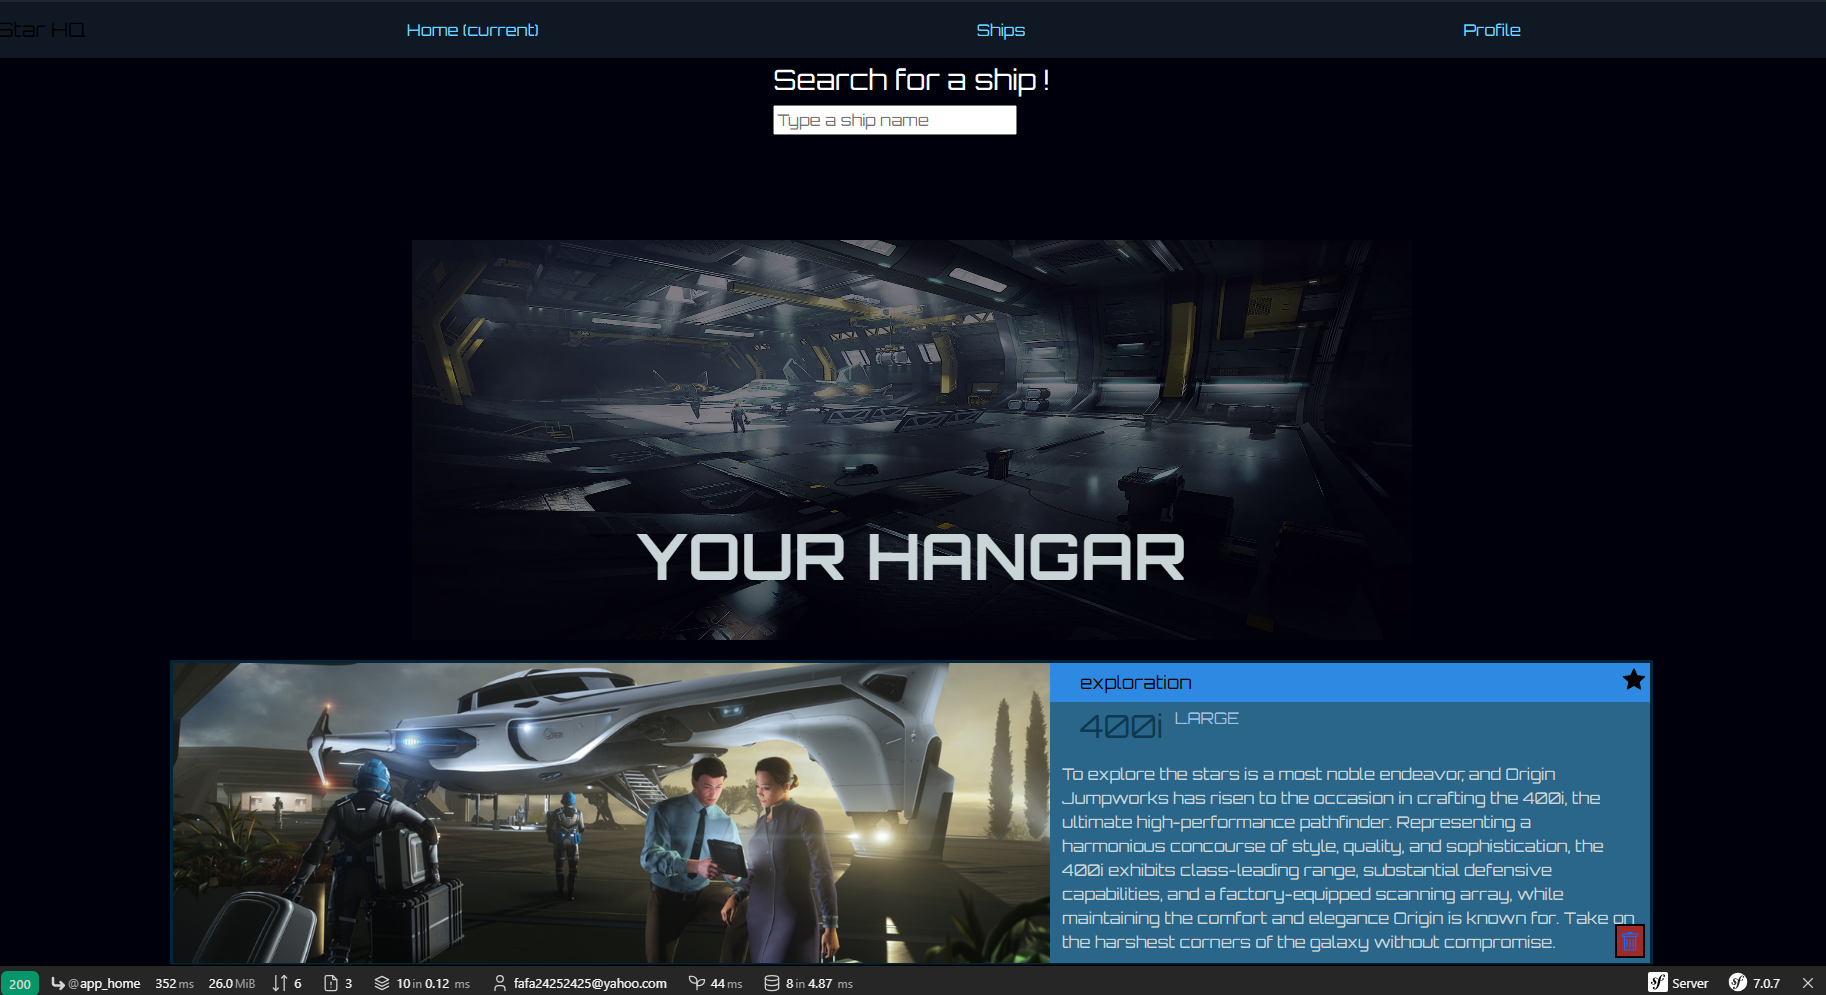 Star HQ
Home (current)
Ships
Profile
Search for a ship !
Type a ship name
YOUR HANGAR
exploration
400i LARGE
To explore the stars is a most noble endeavor, and Origin
Jumpworks has risen to the occasion in crafting the 400i, the
ultimate high-performance pathfinder. Representing a
harmonious concourse of style, quality, and sophistication, the
400i exhibits class-leading range, substantial defensive
capabilities, and a factory-equipped scanning array, while
maintaining the comfort and elegance Origin is known for. Take on
the harshest corners of the galaxy without compromise.
200 @app_home 352 ms 26.0 MiB 6 3 10 in 0.12 ms fafa24252425@yahoo.com 44 ms 8 in 4.87 ms Server 7.0.7